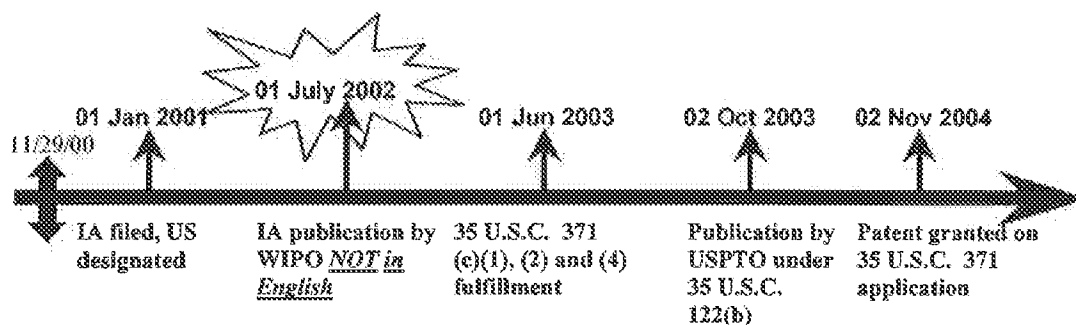 01 July 2002
01 Jan 2001
01 Jun 2003
02 Oct 2003
02 Nov 2004
11/29/00
IA filed, US
designated
IA publication by
WIPO NOT in
English
35 U.S.C. 371
(c)(1), (2) and (4)
fulfillment
Publication by
USPTO under
35 U.S.C.
122(b)
Patent granted on
35 U.S.C. 371
application